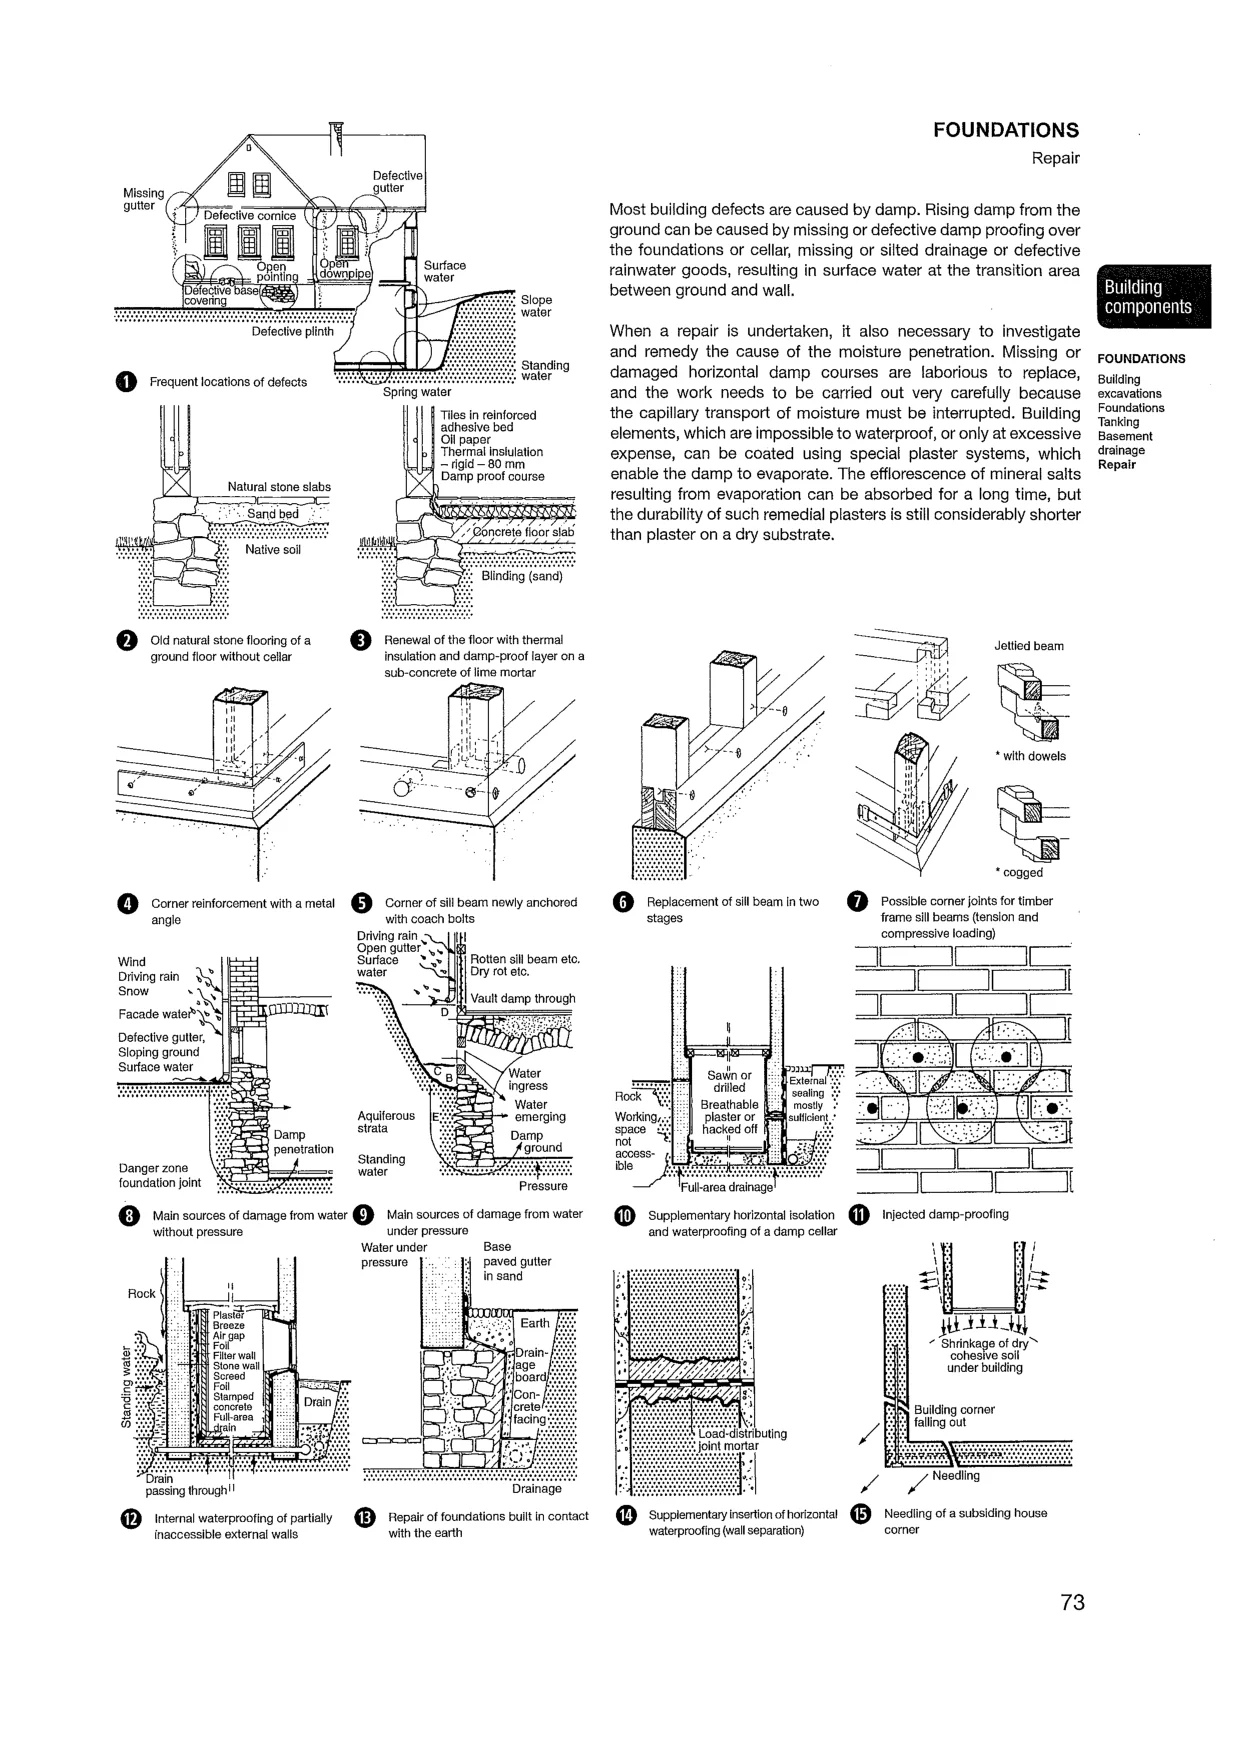 FOUNDATIONS
Repair
Most building defects are caused by damp. Rising damp from the
ground can be caused by missing or defective damp proofing over
the foundations or cellar, missing or silted drainage or defective
rainwater goods, resulting in surface water at the transition area
between ground and wall.
When a repair is undertaken, it also necessary to investigate
and remedy the cause of the moisture penetration. Missing or
damaged horizontal damp courses are laborious to replace,
and the work needs to be carried out very carefully because
the capillary transport of moisture must be interrupted. Building
elements, which are impossible to waterproof, or only at excessive
expense, can be coated using special plaster systems, which
enable the damp to evaporate. The efflorescence of mineral salts
resulting from evaporation can be absorbed for a long time, but
the durability of such remedial plasters is still considerably shorter
than plaster on a dry substrate.
Building
components
FOUNDATIONS
Building
excavations
Foundations
Tanking
Basement
drainage
Repair
Missing
gutter
Defective
gutter
Defective cornice
Open
pointing
Open
downpipe
Defective base
covering
Defective plinth
Surface
water
Slope
water
Standing
water
Spring water
1 Frequent locations of defects
Natural stone slabs
Sand bed
Native soil
2 Old natural stone flooring of a
ground floor without cellar
Tiles in reinforced
adhesive bed
Oil paper
Thermal inslulation
– rigid – 80 mm
Damp proof course
Concrete floor slab
Blinding (sand)
3 Renewal of the floor with thermal
insulation and damp-proof layer on a
sub-concrete of lime mortar
4 Corner reinforcement with a metal
angle
5 Corner of sill beam newly anchored
with coach bolts
6 Replacement of sill beam in two
stages
Jettied beam
* with dowels
* cogged
7 Possible corner joints for timber
frame sill beams (tension and
compressive loading)
Wind
Driving rain
Snow
Facade water
Defective gutter,
Sloping ground
Surface water
Damp
penetration
Danger zone
foundation joint
8 Main sources of damage from water
without pressure
Driving rain
Open gutter
Surface
water
Rotten sill beam etc.
Dry rot etc.
Vault damp through
D
C
B
E
Water
ingress
Water
emerging
Aquiferous
strata
Damp
ground
Standing
water
Pressure
9 Main sources of damage from water
under pressure
Rock
Working
space
not
access-
ible
Sawn or
drilled
Breathable
plaster or
hacked off
External
sealing
mostly
sufficient
Full-area drainage
10 Supplementary horizontal isolation
and waterproofing of a damp cellar
11 Injected damp-proofing
Rock
Standing water
Plaster
Breeze
Air gap
Foil
Filter wall
Stone wall
Screed
Foil
Stamped
concrete
Full-area
drain
Drain
Drain
passing through
12 Internal waterproofing of partially
inaccessible external walls
Water under
pressure
Base
paved gutter
in sand
Earth
Drain-
age
board
Con-
crete
facing
Drainage
13 Repair of foundations built in contact
with the earth
Load-distributing
joint mortar
14 Supplementary insertion of horizontal
waterproofing (wall separation)
Shrinkage of dry
cohesive soil
under building
Building corner
falling out
Needling
15 Needling of a subsiding house
corner
73